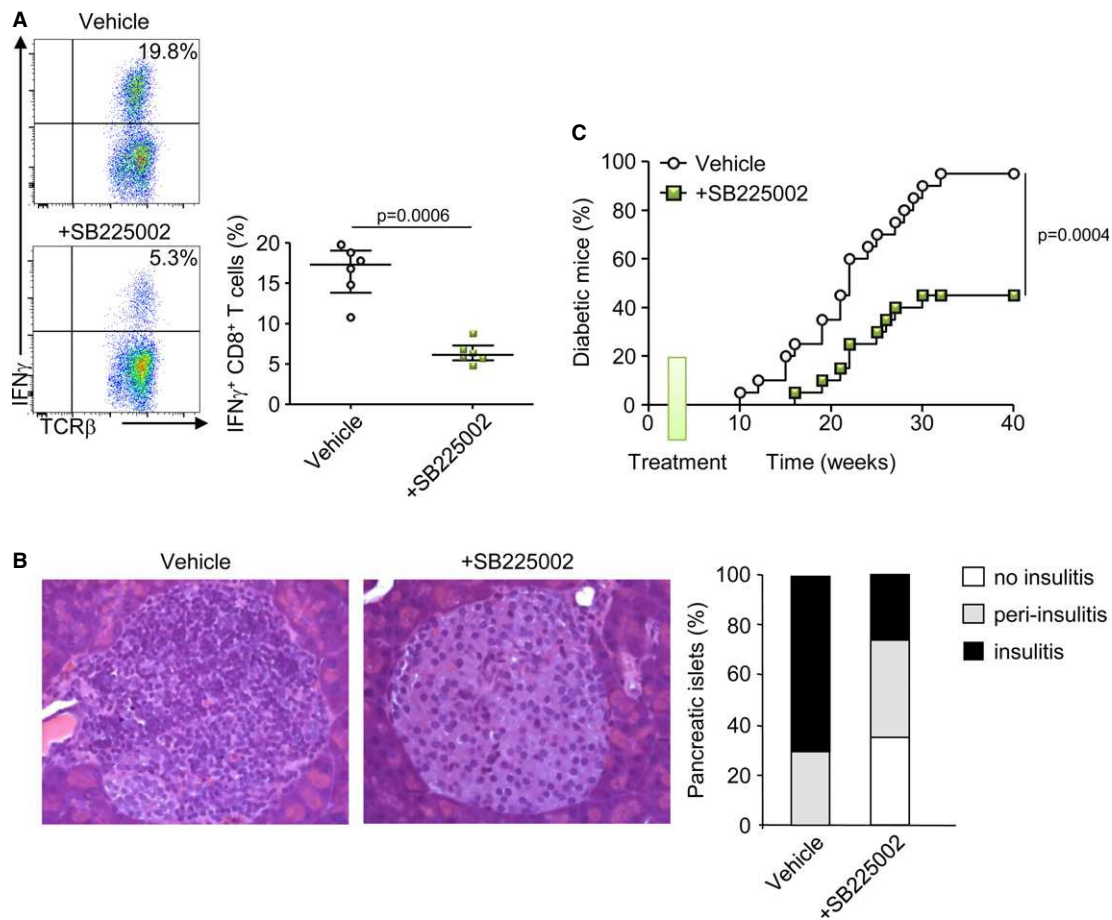 A
Vehicle
19.8%
+SB225002
5.3%
IFNγ
TCRβ
IFNγ+ CD8+ T cells (%)
20
15
10
5
0
p=0.0006
Vehicle
+SB225002
C
Diabetic mice (%)
100
80
60
40
20
0
Vehicle
+SB225002
p=0.0004
0
10
20
30
40
Treatment
Time (weeks)
B
Vehicle
+SB225002
Pancreatic islets (%)
100
80
60
40
20
0
Vehicle
+SB225002
no insulitis
peri-insulitis
insulitis